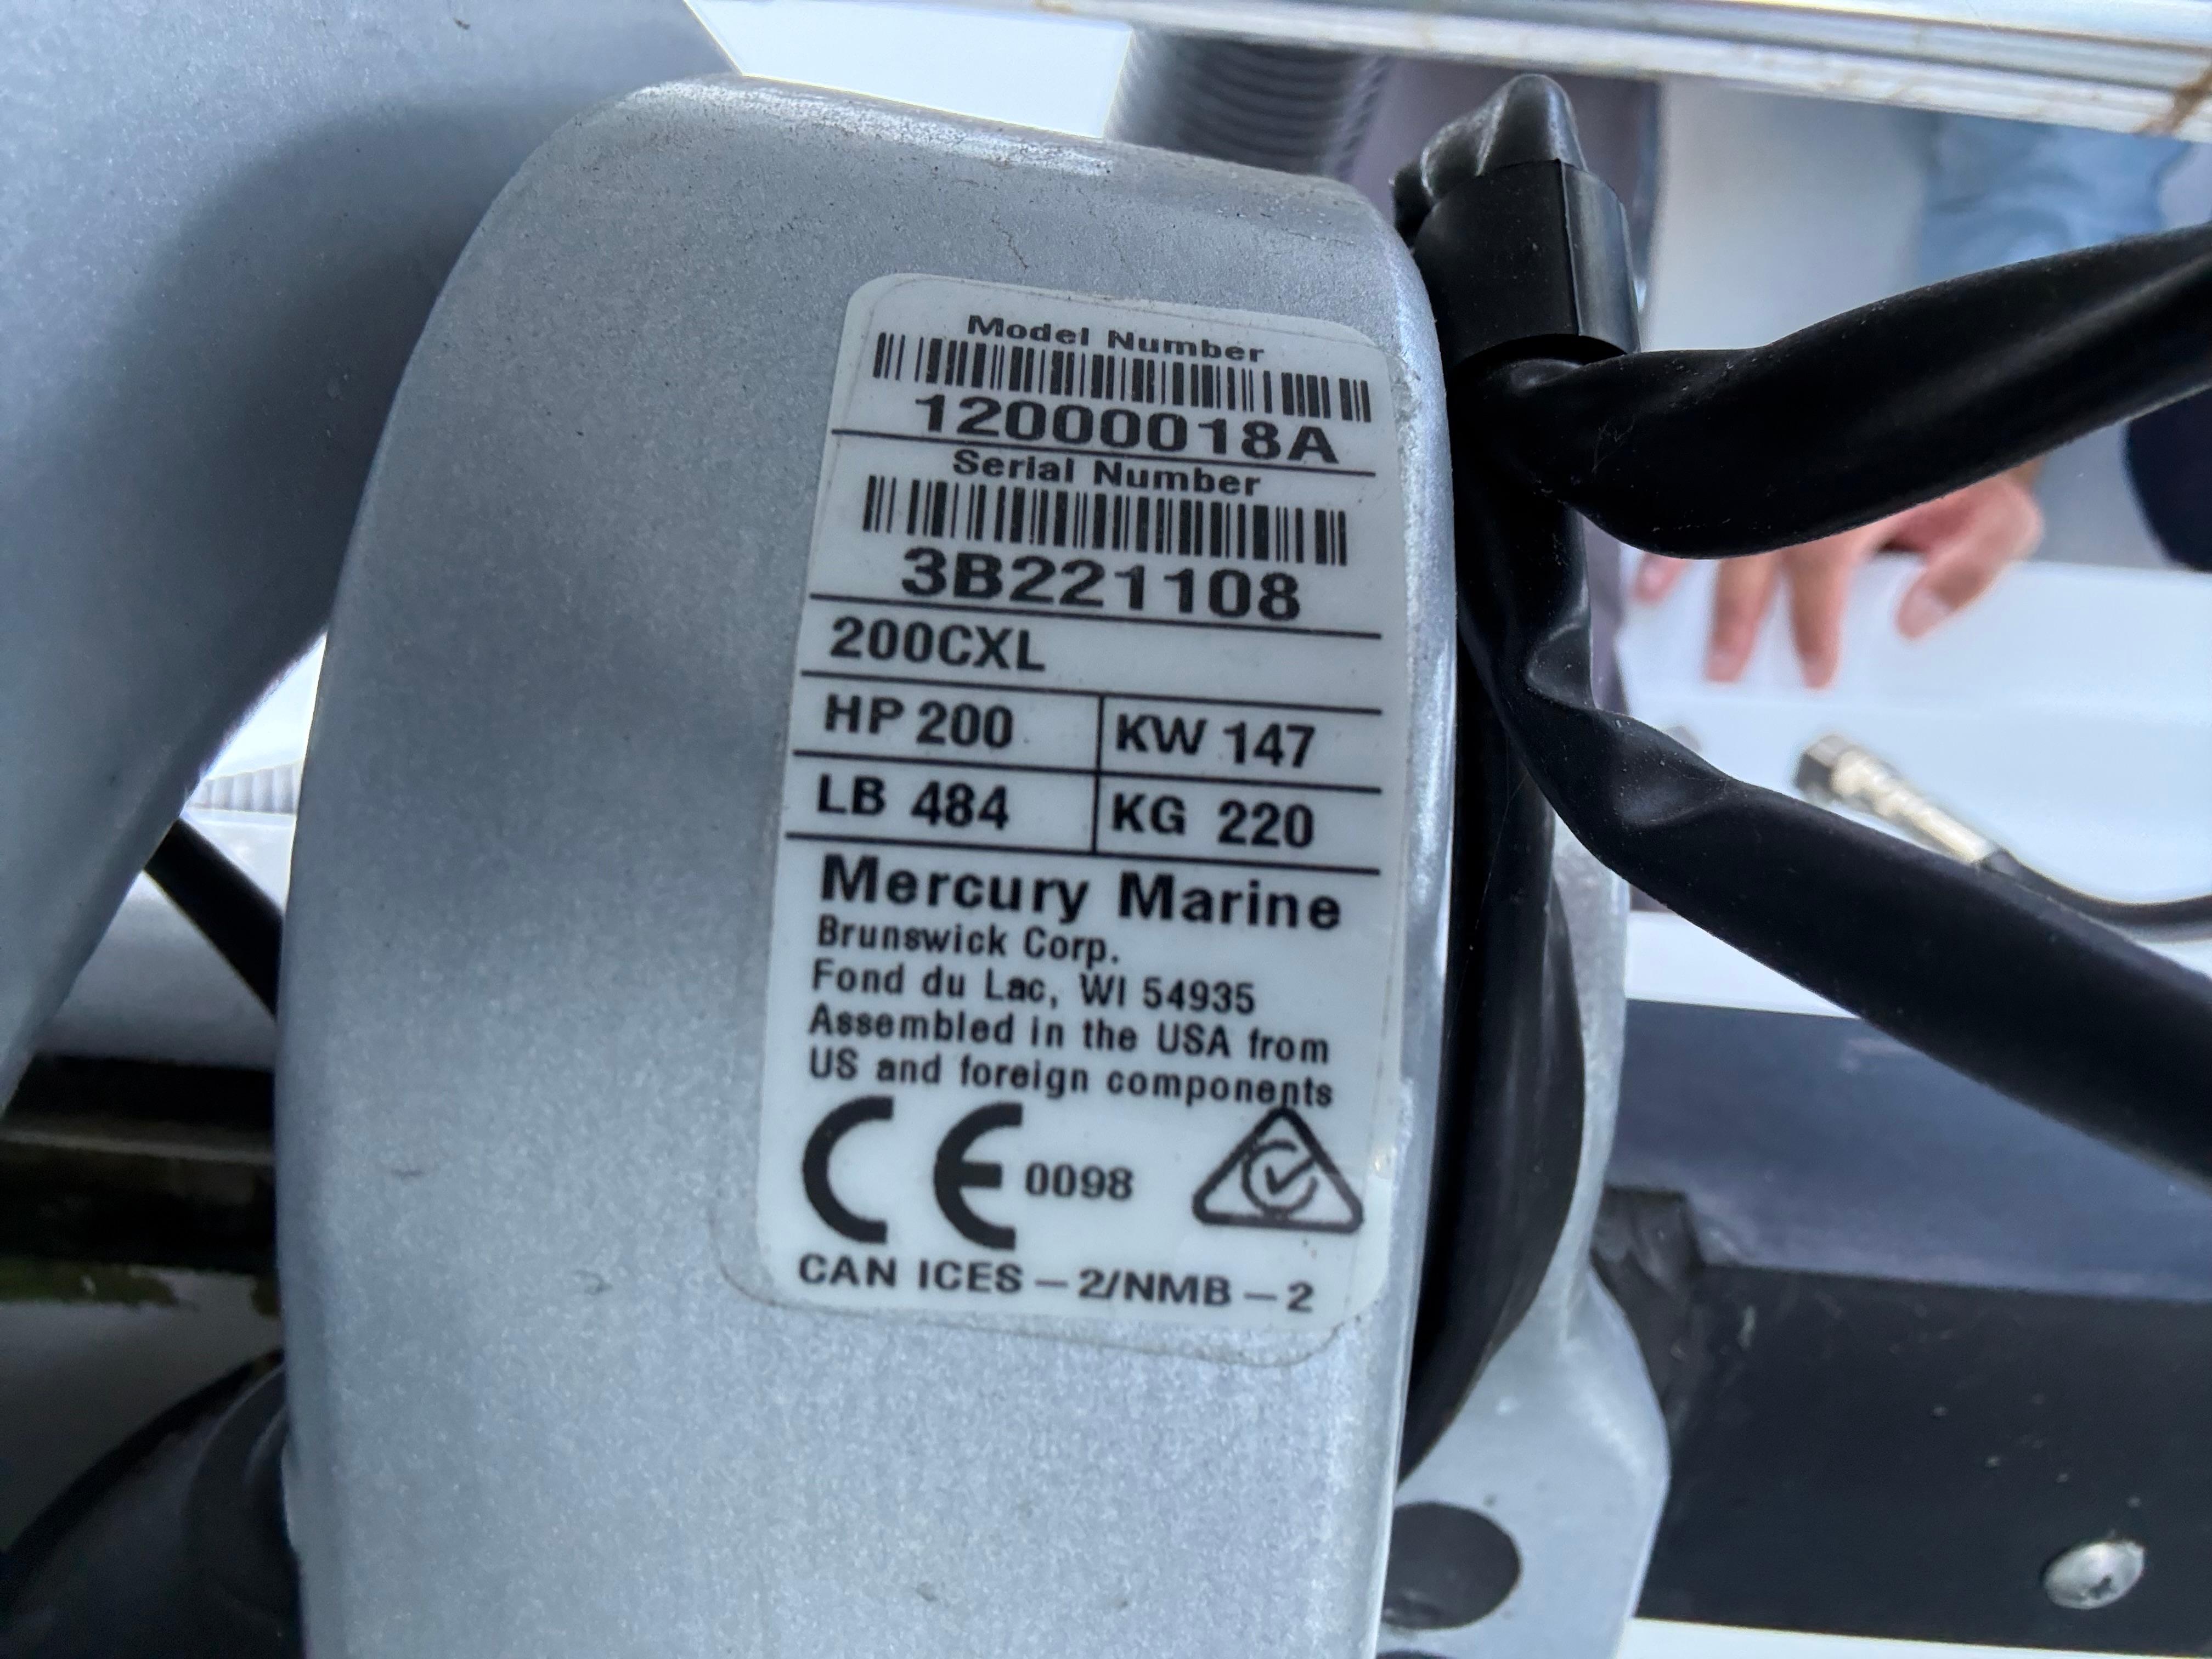 Model Number
12000018A
Serial Number
3B221108
200CXL
HP 200 KW 147
LB 484 KG 220
Mercury Marine
Brunswick Corp.
Fond du Lac, WI 54935
Assembled in the USA from
US and foreign components
CE 0098
CAN ICES – 2/NMB – 2